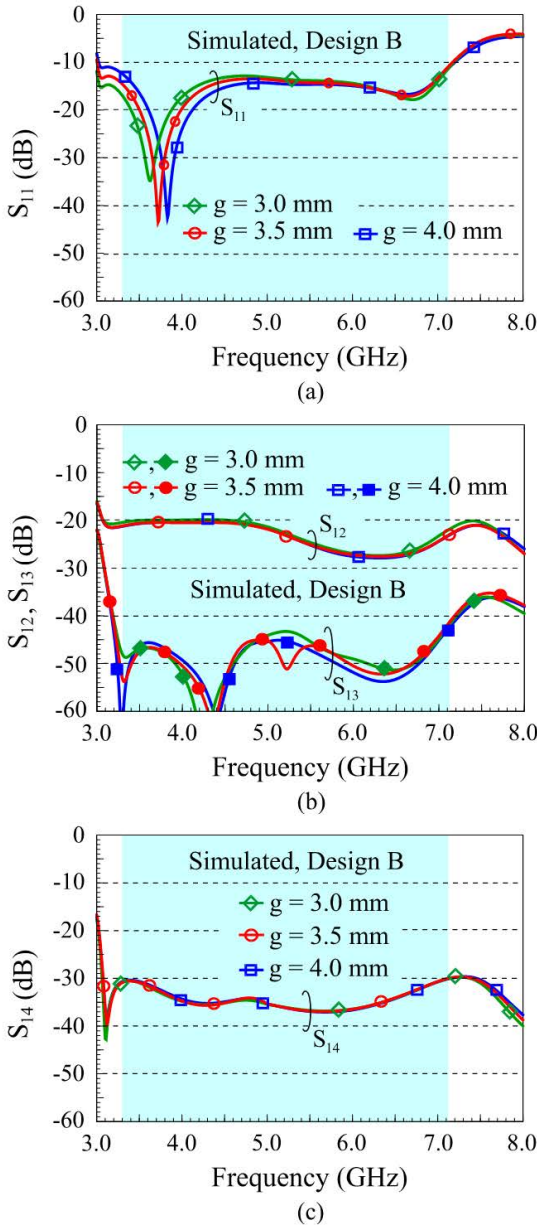 0
-10
-20
-30
-40
-50
-60
S11 (dB)
Simulated, Design B
S11
g = 3.0 mm
g = 3.5 mm
g = 4.0 mm
3.0 4.0 5.0 6.0 7.0 8.0
Frequency (GHz)
(a)
0
-10
-20
-30
-40
-50
-60
S12, S13 (dB)
, g = 3.0 mm
, g = 3.5 mm , g = 4.0 mm
S12
Simulated, Design B
S13
3.0 4.0 5.0 6.0 7.0 8.0
Frequency (GHz)
(b)
0
-10
-20
-30
-40
-50
-60
S14 (dB)
Simulated, Design B
g = 3.0 mm
g = 3.5 mm
g = 4.0 mm
S14
3.0 4.0 5.0 6.0 7.0 8.0
Frequency (GHz)
(c)